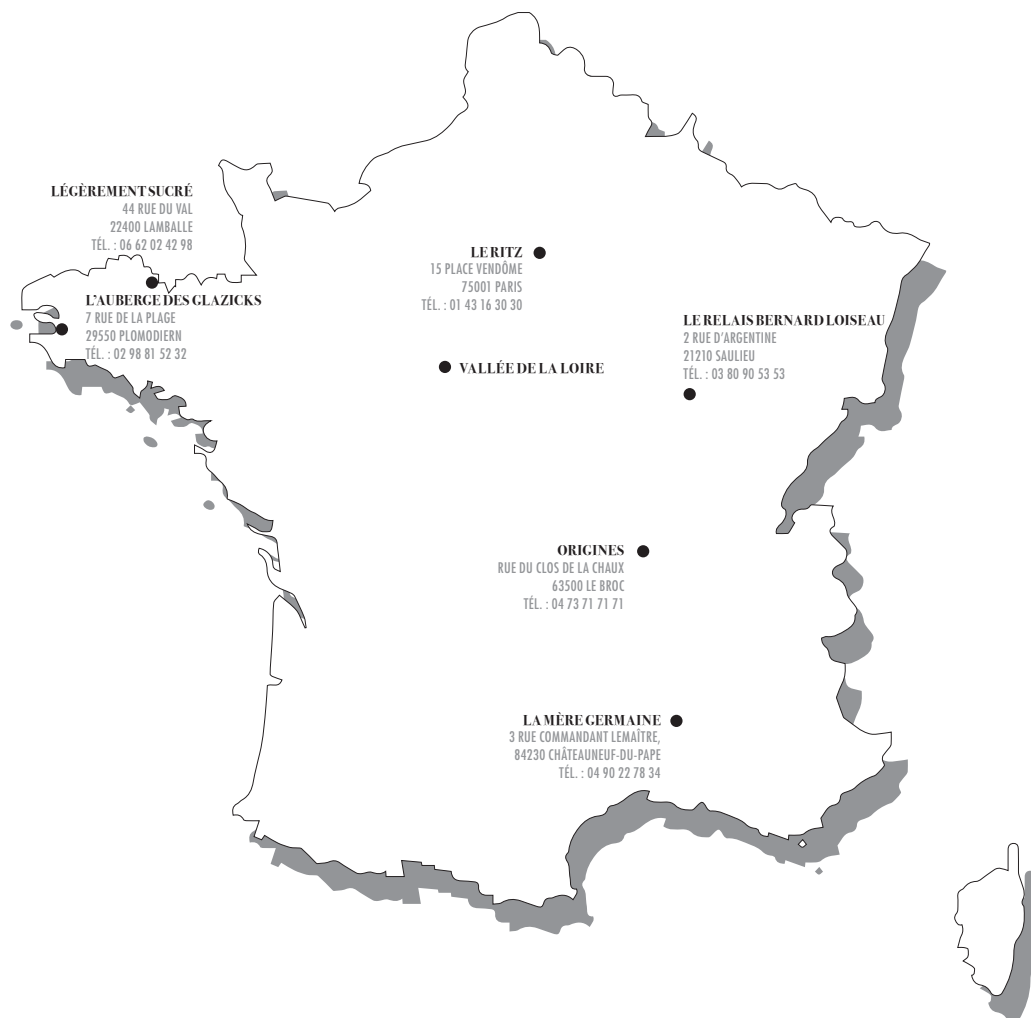 LÉGÈREMENT SUCRÉ
44 RUE DU VAL
22400 LAMBALLE
TÉL. : 06 62 02 42 98
L'AUBERGE DES GLAZICKS
7 RUE DE LA PLAGE
29550 PLOMODIERN
TÉL. : 02 98 81 52 32
LE RITZ
15 PLACE VENDÔME
75001 PARIS
TÉL. : 01 43 16 30 30
LE RELAIS BERNARD LOISEAU
2 RUE D'ARGENTINE
21210 SAULIEU
TÉL. : 03 80 90 53 53
VALLÉE DE LA LOIRE
ORIGINES
RUE DU CLOS DE LA CHAUX
63500 LE BROC
TÉL. : 04 73 71 71 71
LA MÈRE GERMAINE
3 RUE COMMANDANT LEMAÎTRE,
84230 CHÂTEAUNEUF-DU-PAPE
TÉL. : 04 90 22 78 34